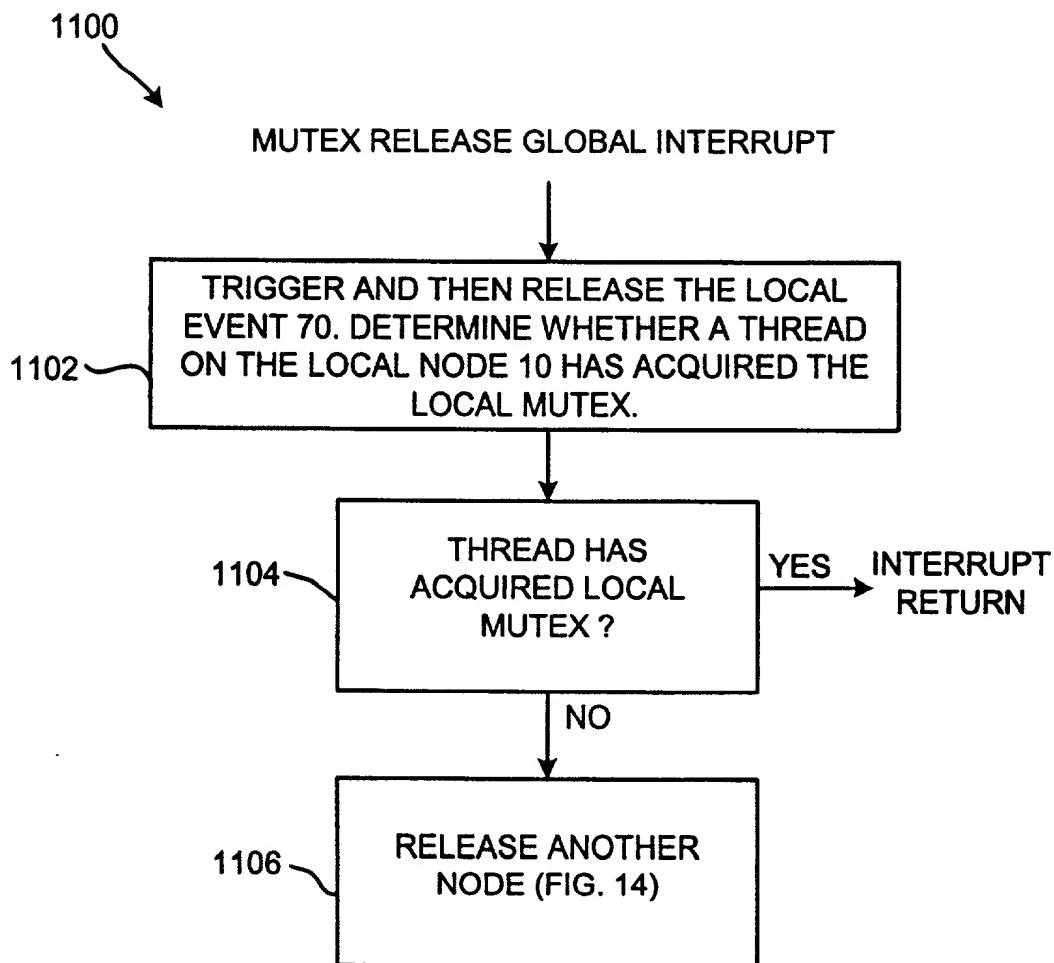 1100
MUTEX RELEASE GLOBAL INTERRUPT
TRIGGER AND THEN RELEASE THE LOCAL
EVENT 70. DETERMINE WHETHER A THREAD
ON THE LOCAL NODE 10 HAS ACQUIRED THE
LOCAL MUTEX.
1102
THREAD HAS
ACQUIRED LOCAL
MUTEX ?
1104
YES
INTERRUPT
RETURN
NO
RELEASE ANOTHER
NODE (FIG. 14)
1106